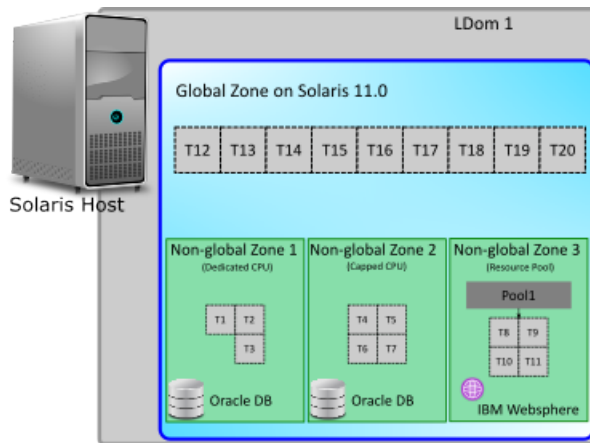 LDom 1
Solaris Host
Global Zone on Solaris 11.0
T12 T13 T14 T15 T16 T17 T18 T19 T20
Non-global Zone 1
(Dedicated CPU)
T1 T2
T3
Oracle DB
Non-global Zone 2
(Capped CPU)
T4 T5
T6 T7
Oracle DB
Non-global Zone 3
(Resource Pool)
Pool1
T8 T9
T10 T11
IBM Websphere